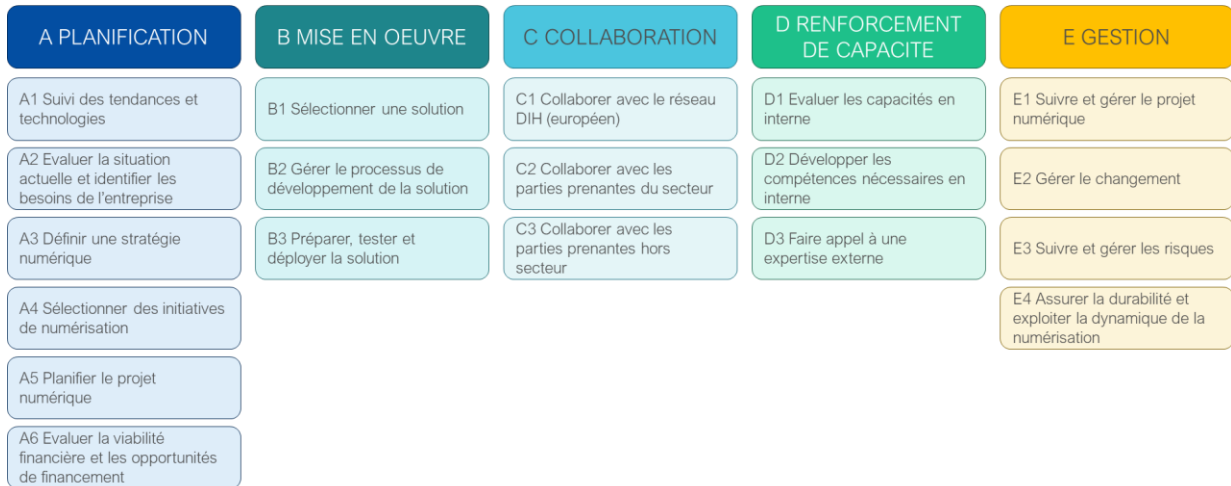 A PLANIFICATION
A1 Suivi des tendances et
technologies
A2 Evaluer la situation
actuelle et identifier les
besoins de l'entreprise
A3 Définir une stratégie
numérique
A4 Sélectionner des initiatives
de numérisation
A5 Planifier le projet
numérique
A6 Evaluer la viabilité
financière et les opportunités
de financement
B MISE EN OEUVRE
B1 Sélectionner une solution
B2 Gérer le processus de
développement de la solution
B3 Préparer, tester et
déployer la solution
C COLLABORATION
C1 Collaborer avec le réseau
DIH (européen)
C2 Collaborer avec les
parties prenantes du secteur
C3 Collaborer avec les
parties prenantes hors
secteur
D RENFORCEMENT
DE CAPACITE
D1 Evaluer les capacités en
interne
D2 Développer les
compétences nécessaires en
interne
D3 Faire appel à une
expertise externe
E GESTION
E1 Suivre et gérer le projet
numérique
E2 Gérer le changement
E3 Suivre et gérer les risques
E4 Assurer la durabilité et
exploiter la dynamique de la
numérisation